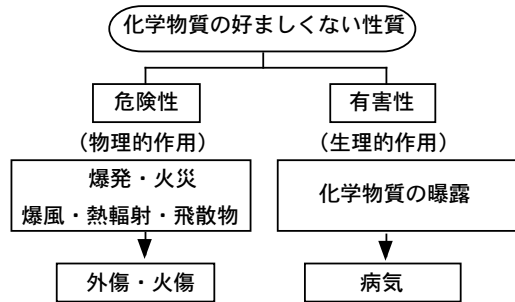 化学物質の好ましくない性質
危険性
有害性
（物理的作用）
（生理的作用）
爆発・火災
爆風・熱輻射・飛散物
化学物質の曝露
外傷・火傷
病気